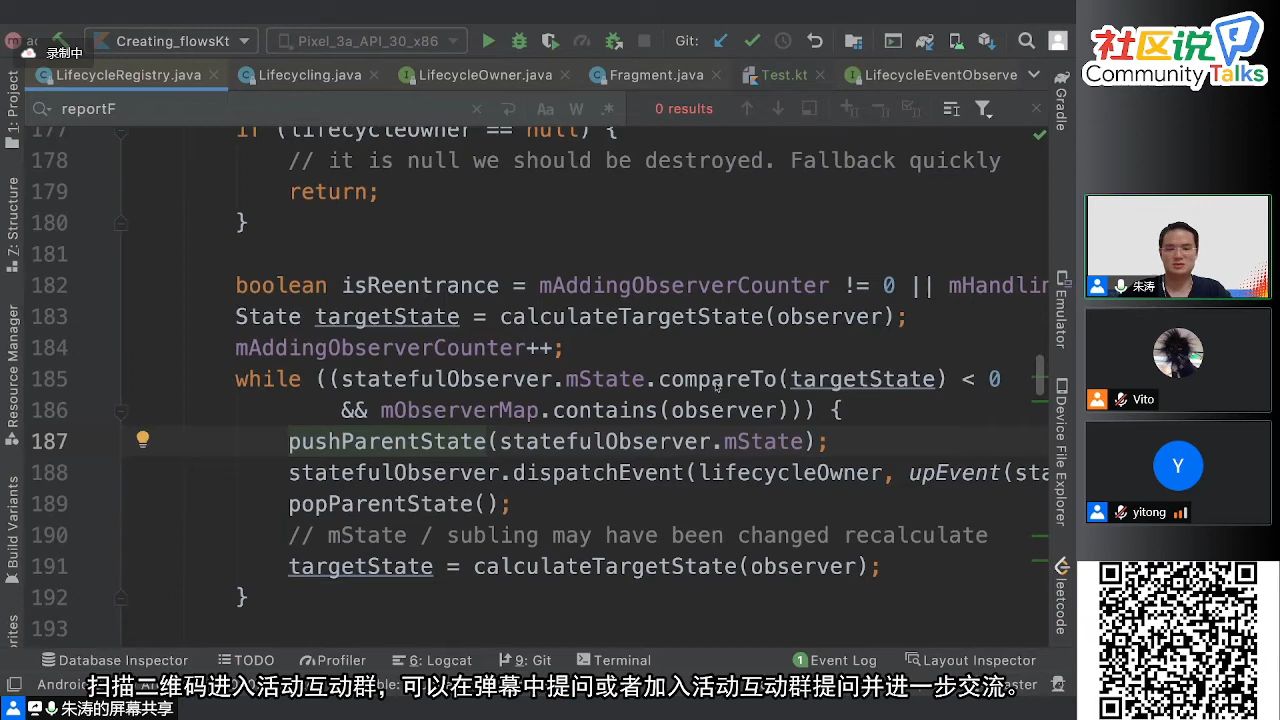 录制中
Creating_flowsKt
Pixel_3a_API_30
Git:
LifecycleRegistry.java
Lifecycling.java
LifecycleOwner.java
Fragment.java
Test.kt
LifecycleEventObserve
reportF
Aa
W
0 results
177 if (lifecycleOwner == null) {
178 // it is null we should be destroyed. Fallback quickly
179 return;
180 }
181
182 boolean isReentrance = mAddingObserverCounter != 0 || mHandlin
183 State targetState = calculateTargetState(observer);
184 mAddingObserverCounter++;
185 while ((statefulObserver.mState.compareTo(targetState) < 0
186 && mObserverMap.contains(observer))) {
187 pushParentState(statefulObserver.mState);
188 statefulObserver.dispatchEvent(lifecycleOwner, upEvent(sta
189 popParentState();
190 // mState / subling may have been changed recalculate
191 targetState = calculateTargetState(observer);
192 }
193
1: Project
Z: Structure
Resource Manager
Build Variants
Gradle
Emulator
Device File Explorer
leetcode
Database Inspector
TODO
Profiler
6: Logcat
9: Git
Terminal
1 Event Log
Layout Inspector
扫描二维码进入活动互动群，可以在弹幕中提问或者加入活动互动群提问并进一步交流。
朱涛的屏幕共享
社区说
Community Talks
朱涛
Vito
Y
yitong